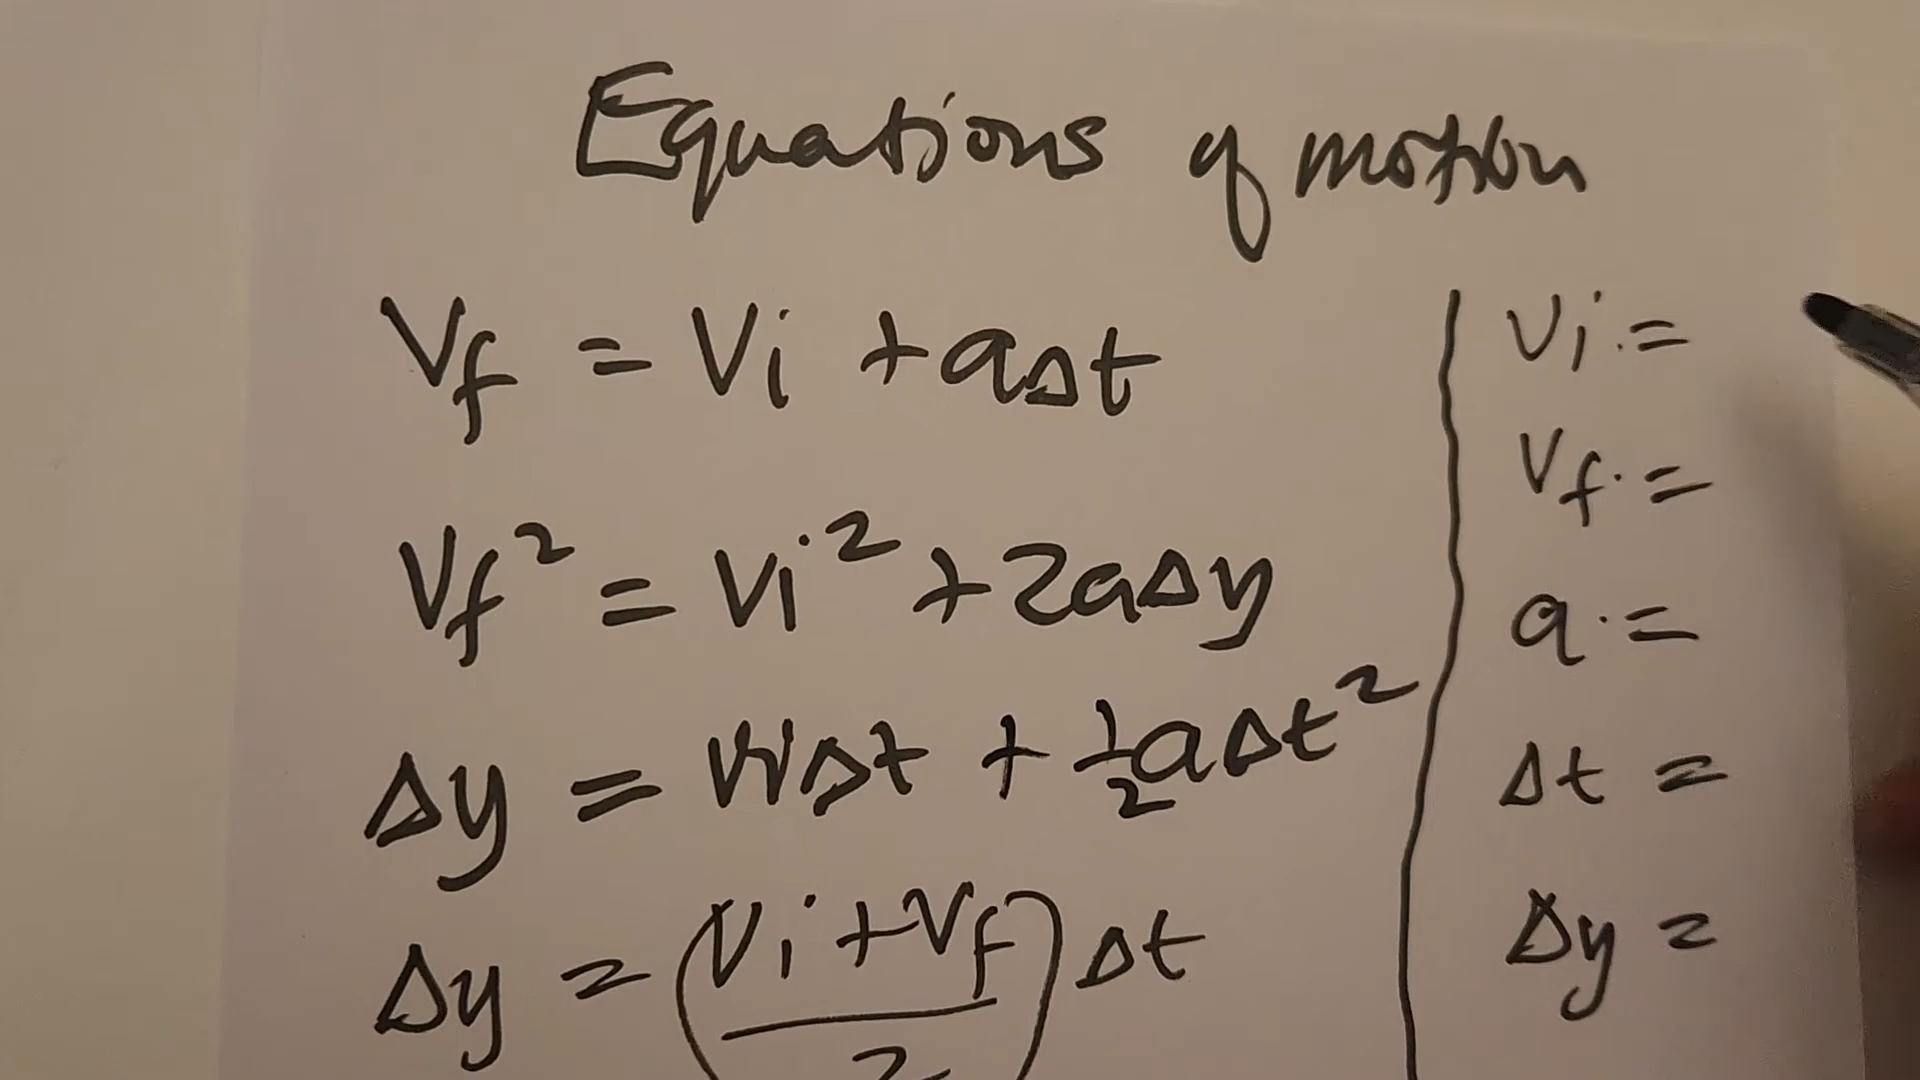 Equations of motion
Vf = Vi + aΔt
Vf² = Vi² + 2aΔy
Δy = ViΔt + ½aΔt²
Δy = (Vi + Vf / 2) Δt
Vi =
Vf =
a =
Δt =
Δy =